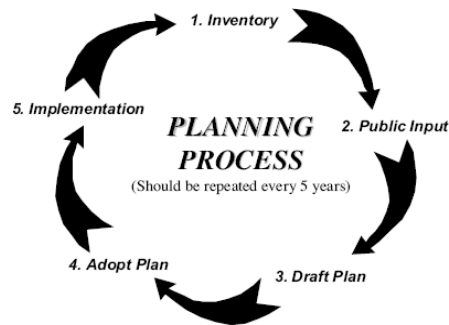 1. Inventory
2. Public Input
3. Draft Plan
4. Adopt Plan
5. Implementation
PLANNING
PROCESS
(Should be repeated every 5 years)